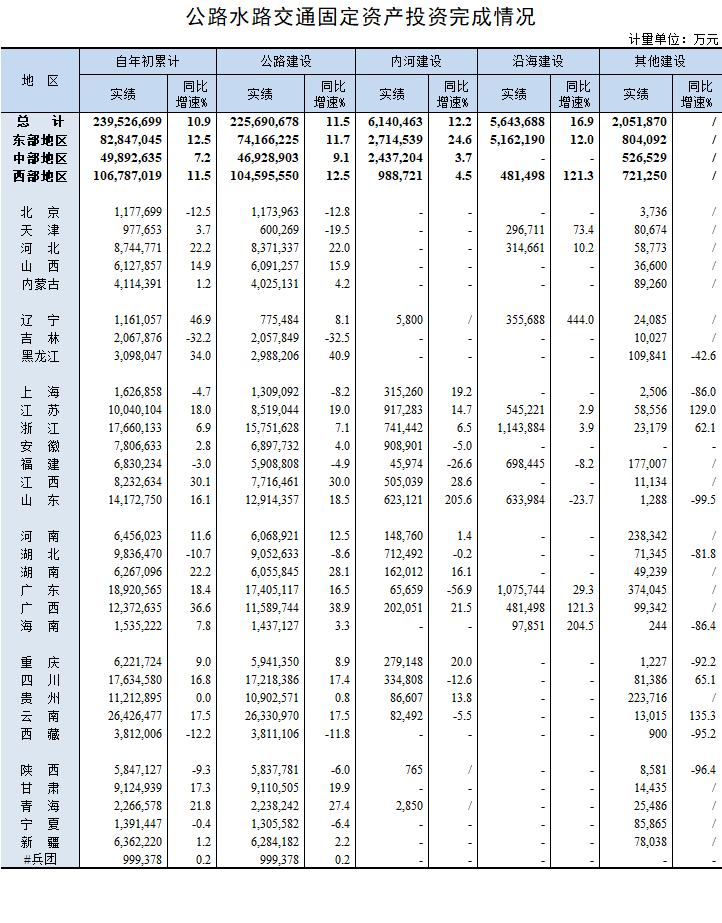 公路水路交通固定资产投资完成情况
计量单位：万元
地 区 自年初累计 公路建设 内河建设 沿海建设 其他建设
实绩 同比增速% 实绩 同比增速% 实绩 同比增速% 实绩 同比增速% 实绩 同比增速%
总 计 239,526,699 10.9 225,690,678 11.5 6,140,463 12.2 5,643,688 16.9 2,051,870 /
东部地区 82,847,045 12.5 74,166,225 11.7 2,714,539 24.6 5,162,190 12.0 804,092 /
中部地区 49,892,635 7.2 46,928,903 9.1 2,437,204 3.7 - - 526,529 /
西部地区 106,787,019 11.5 104,595,550 12.5 988,721 4.5 481,498 121.3 721,250 /
北 京 1,177,699 -12.5 1,173,963 -12.8 - - - - 3,736 /
天 津 977,653 3.7 600,269 -19.5 - - 296,711 73.4 80,674 /
河 北 8,744,771 22.2 8,371,337 22.0 - - 314,661 10.2 58,773 /
山 西 6,127,857 14.9 6,091,257 15.9 - - - - 36,600 /
内蒙古 4,114,391 1.2 4,025,131 4.2 - - - - 89,260 /
辽 宁 1,161,057 46.9 775,484 8.1 5,800 / 355,688 444.0 24,085 /
吉 林 2,067,876 -32.2 2,057,849 -32.5 - - - - 10,027 /
黑龙江 3,098,047 34.0 2,988,206 40.9 - - - - 109,841 -42.6
上 海 1,626,858 -4.7 1,309,092 -8.2 315,260 19.2 - - 2,506 -86.0
江 苏 10,040,104 18.0 8,519,044 19.0 917,283 14.7 545,221 2.9 58,556 129.0
浙 江 17,660,133 6.9 15,751,628 7.1 741,442 6.5 1,143,884 3.9 23,179 62.1
安 徽 7,806,633 2.8 6,897,732 4.0 908,901 -5.0 - - - -
福 建 6,830,234 -3.0 5,908,808 -4.9 45,974 -26.6 698,445 -8.2 177,007 /
江 西 8,232,634 30.1 7,716,461 30.0 505,039 28.6 - - 11,134 /
山 东 14,172,750 16.1 12,914,357 18.5 623,121 205.6 633,984 -23.7 1,288 -99.5
河 南 6,456,023 11.6 6,068,921 12.5 148,760 1.4 - - 238,342 /
湖 北 9,836,470 -10.7 9,052,633 -8.6 712,492 -0.2 - - 71,345 -81.8
湖 南 6,267,096 22.2 6,055,845 28.1 162,012 16.1 - - 49,239 /
广 东 18,920,565 18.4 17,405,117 16.5 65,659 -56.9 1,075,744 29.3 374,045 /
广 西 12,372,635 36.6 11,589,744 38.9 202,051 21.5 481,498 121.3 99,342 /
海 南 1,535,222 7.8 1,437,127 3.3 - - 97,851 204.5 244 -86.4
重 庆 6,221,724 9.0 5,941,350 8.9 279,148 20.0 - - 1,227 -92.2
四 川 17,634,580 16.8 17,218,386 17.4 334,808 -12.6 - - 81,386 65.1
贵 州 11,212,895 0.0 10,902,571 0.8 86,607 13.8 - - 223,716 /
云 南 26,426,477 17.5 26,330,970 17.5 82,492 -5.5 - - 13,015 135.3
西 藏 3,812,006 -12.2 3,811,106 -11.8 - - - - 900 -95.2
陕 西 5,847,127 -9.3 5,837,781 -6.0 765 / - - 8,581 -96.4
甘 肃 9,124,939 17.3 9,110,505 19.9 - - - - 14,435 /
青 海 2,266,578 21.8 2,238,242 27.4 2,850 / - - 25,486 /
宁 夏 1,391,447 -0.4 1,305,582 -6.4 - - - - 85,865 /
新 疆 6,362,220 1.2 6,284,182 2.2 - - - - 78,038 /
#兵团 999,378 0.2 999,378 0.2 - - - - - -